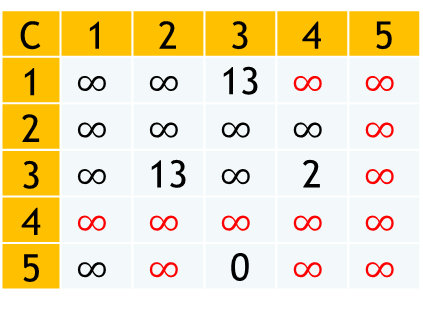 C 1 2 3 4 5
1 ∞ ∞ 13 ∞ ∞
2 ∞ ∞ ∞ ∞ ∞
3 ∞ 13 ∞ 2 ∞
4 ∞ ∞ ∞ ∞ ∞
5 ∞ ∞ 0 ∞ ∞